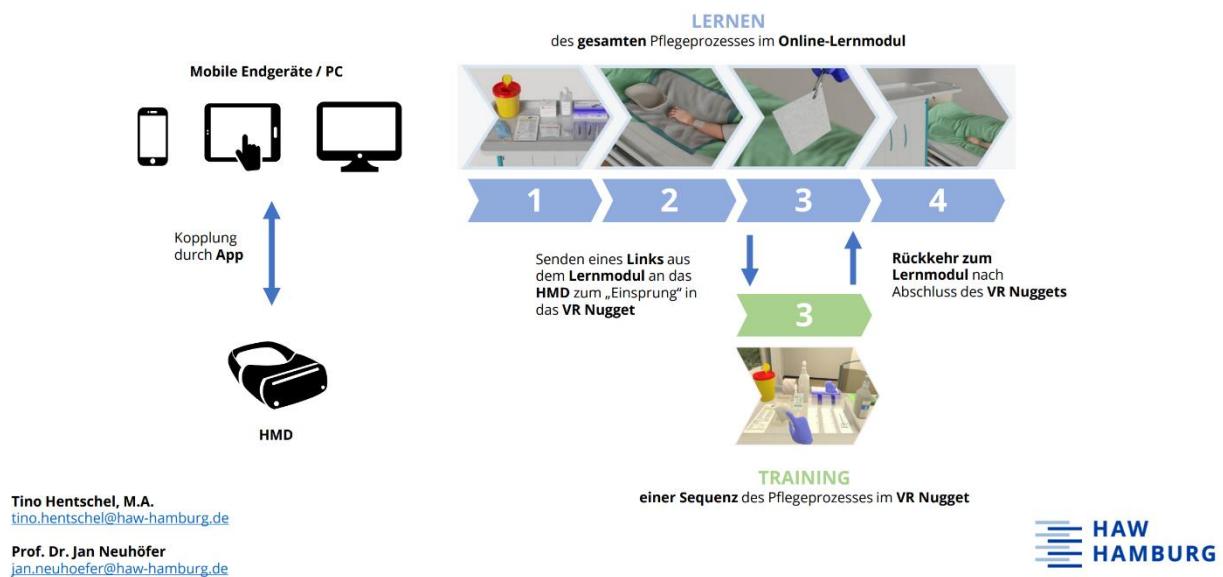 LERNEN
des gesamten Pflegeprozesses im Online-Lernmodul
Mobile Endgeräte / PC
1
2
3
4
Kopplung
durch App
Senden eines Links aus
dem Lernmodul an das
HMD zum „Einsprung“ in
das VR Nugget
Rückkehr zum
Lernmodul nach
Abschluss des VR Nuggets
3
HMD
TRAINING
einer Sequenz des Pflegeprozesses im VR Nugget
Tino Hentschel, M.A.
tino.hentschel@haw-hamburg.de
Prof. Dr. Jan Neuhöfer
jan.neuhoefer@haw-hamburg.de
HAW
HAMBURG